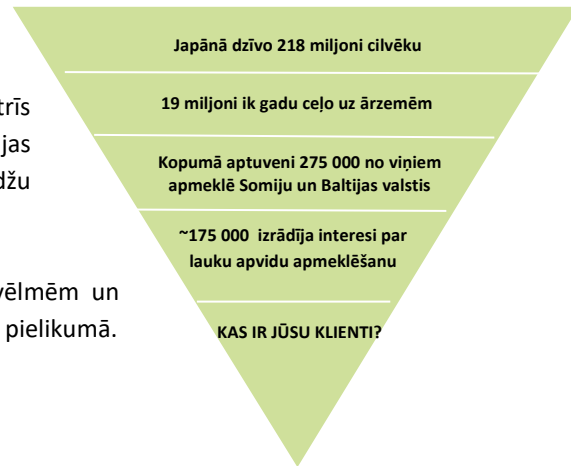 Japānā dzīvo 218 miljoni cilvēku
19 miljoni ik gadu ceļo uz ārzemēm
trīs
jas
džu
Kopumā aptuveni 275 000 no viņiem
apmeklē Somiju un Baltijas valstis
~175 000 izrādīja interesi par
lauku apvidu apmeklēšanu
vēlmēm un
pielikumā.
KAS IR JŪSU KLIENTI?